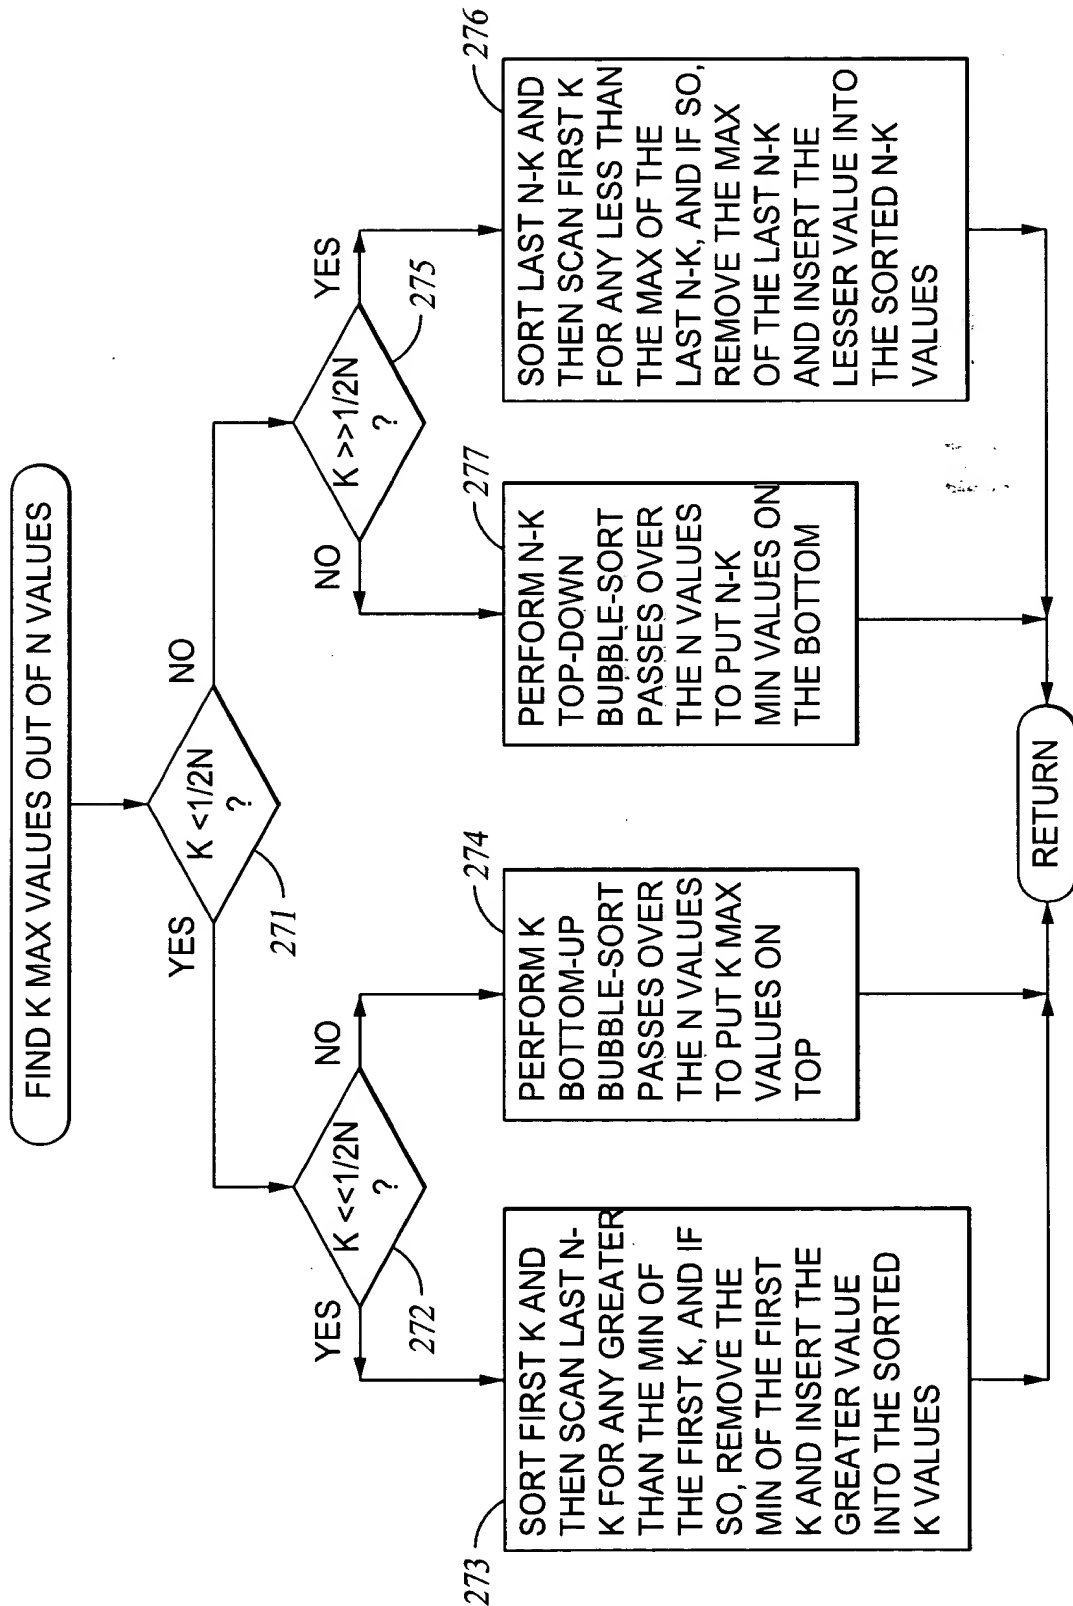 FIND K MAX VALUES OUT OF N VALUES
K <1/2N
?
271
YES
NO
K <<1/2N
?
272
YES
NO
K >>1/2N
?
275
NO
YES
273
SORT FIRST K AND
THEN SCAN LAST N-
K FOR ANY GREATER
THAN THE MIN OF
THE FIRST K, AND IF
SO, REMOVE THE
MIN OF THE FIRST
K AND INSERT THE
GREATER VALUE
INTO THE SORTED
K VALUES
274
PERFORM K
BOTTOM-UP
BUBBLE-SORT
PASSES OVER
THE N VALUES
TO PUT K MAX
VALUES ON
TOP
277
PERFORM N-K
TOP-DOWN
BUBBLE-SORT
PASSES OVER
THE N VALUES
TO PUT N-K
MIN VALUES ON
THE BOTTOM
276
SORT LAST N-K AND
THEN SCAN FIRST K
FOR ANY LESS THAN
THE MAX OF THE
LAST N-K, AND IF SO,
REMOVE THE MAX
OF THE LAST N-K
AND INSERT THE
LESSER VALUE INTO
THE SORTED N-K
VALUES
RETURN